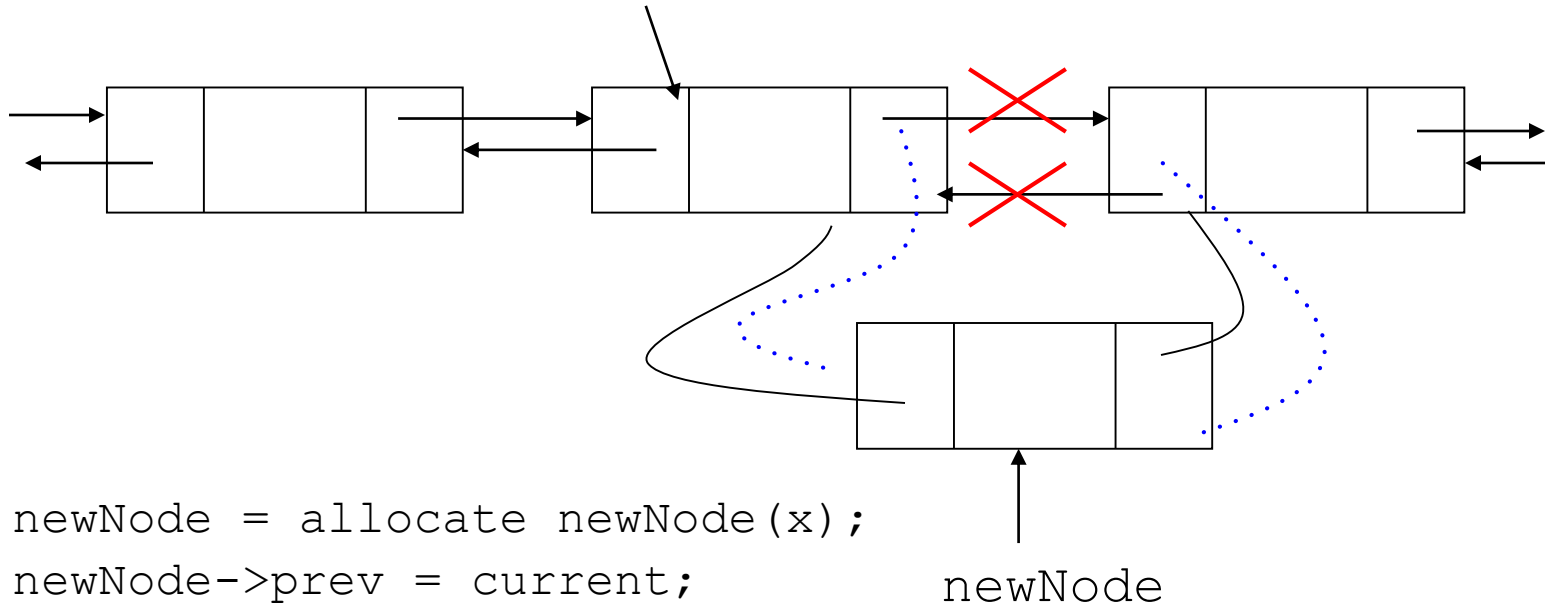 newNode = allocate newNode(x);
newNode->prev = current;
newNode